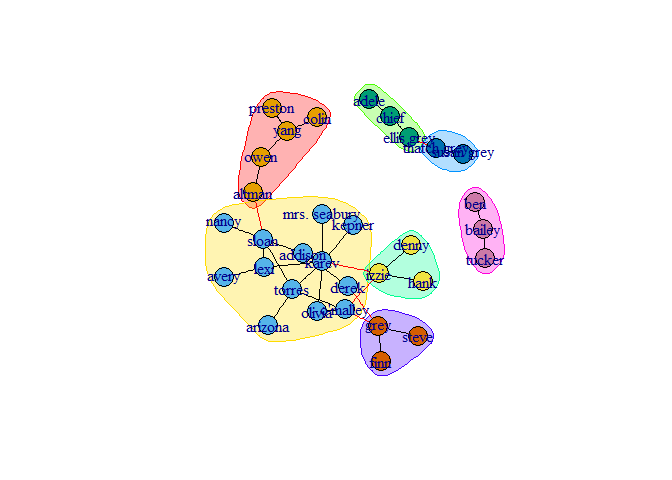 adele
preston
colin
chief
yang
ellis grey
thatch grey
susan grey
owen
altman
ben
mrs. seabury
nancy
kepner
bailey
sloan
denny
addison
tucker
karev
lexi
izzie
avery
hank
torres
derek
olivia
o'malley
arizona
grey
steve
finn